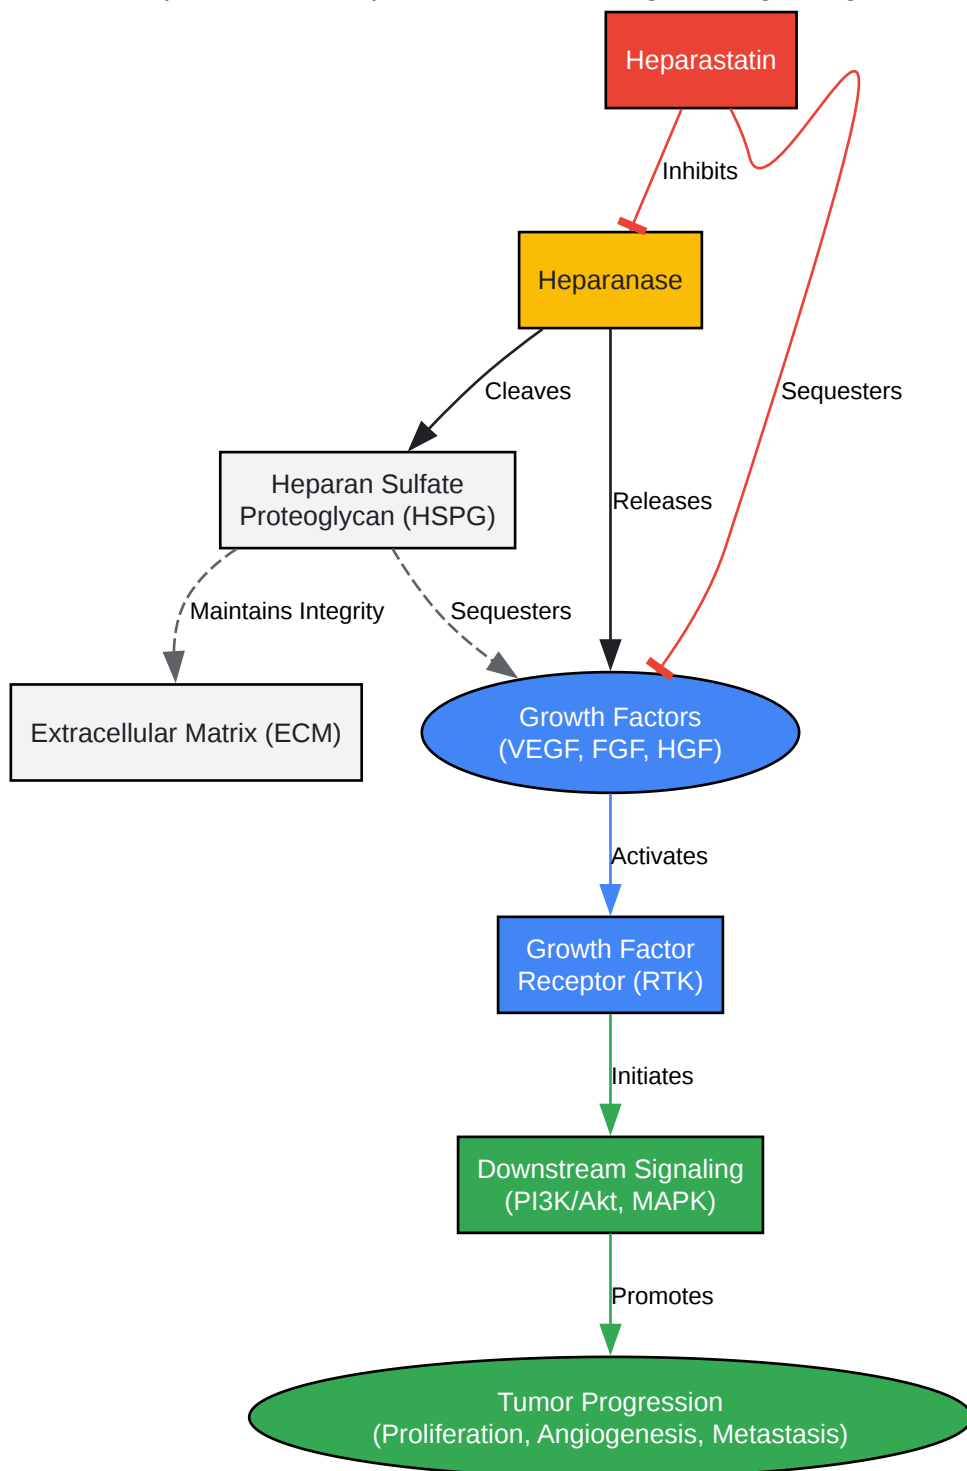 Heparastatin
Inhibits
Heparanase
Cleaves
Sequesters
Heparan Sulfate
Proteoglycan (HSPG)
Releases
Maintains Integrity
Sequesters
Extracellular Matrix (ECM)
Growth Factors
(VEGF, FGF, HGF)
Activates
Growth Factor
Receptor (RTK)
Initiates
Downstream Signaling
(PI3K/Akt, MAPK)
Promotes
Tumor Progression
(Proliferation, Angiogenesis, Metastasis)